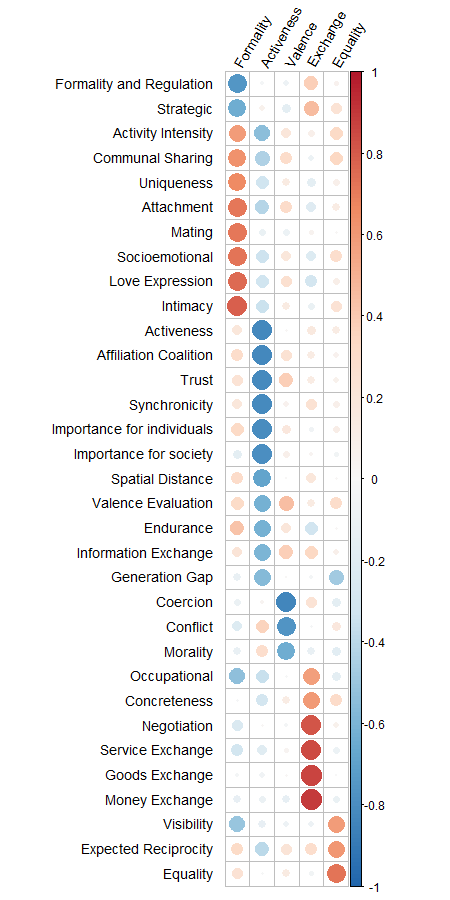 Formality
Activeness
Valence
Exchange
Equality
Formality and Regulation
Strategic
Activity Intensity
Communal Sharing
Uniqueness
Attachment
Mating
Socioemotional
Love Expression
Intimacy
Activeness
Affiliation Coalition
Trust
Synchronicity
Importance for individuals
Importance for society
Spatial Distance
Valence Evaluation
Endurance
Information Exchange
Generation Gap
Coercion
Conflict
Morality
Occupational
Concreteness
Negotiation
Service Exchange
Goods Exchange
Money Exchange
Visibility
Expected Reciprocity
Equality
1
0.8
0.6
0.4
0.2
0
-0.2
-0.4
-0.6
-0.8
-1